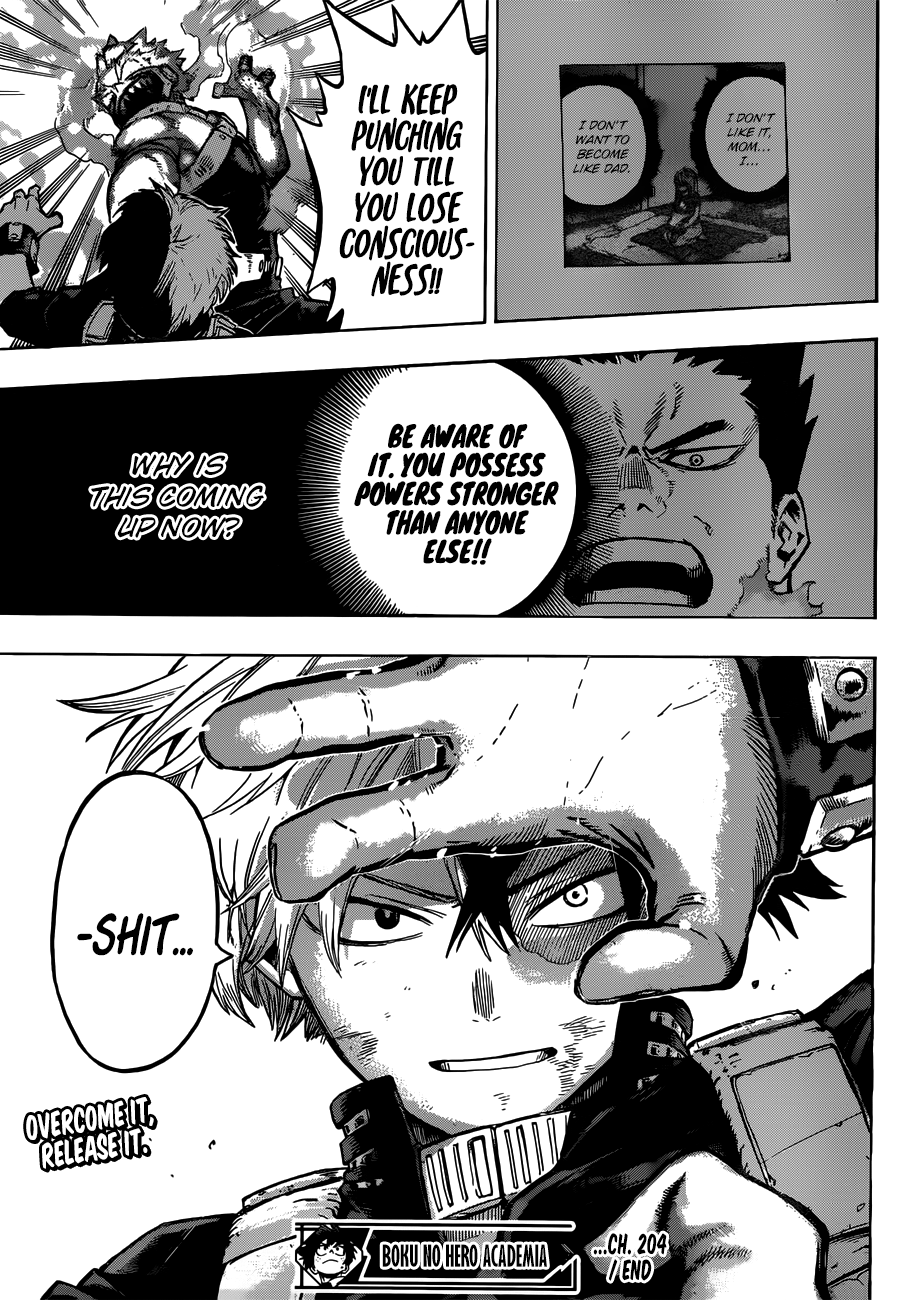 I DON'T
LIKE IT,
MOM...
I...
I DON'T
WANT TO
BECOME
LIKE DAD.
I'LL KEEP
PUNCHING
YOU TILL
YOU LOSE
CONSCIOUS-
NESS!!
BE AWARE OF
IT. YOU POSSESS
POWERS STRONGER
THAN ANYONE
ELSE!!
WHY IS
THIS COMING
UP NOW?
-SHIT...
OVERCOME IT,
RELEASE IT.
BOKU NO HERO ACADEMIA
...CH. 204
/ END